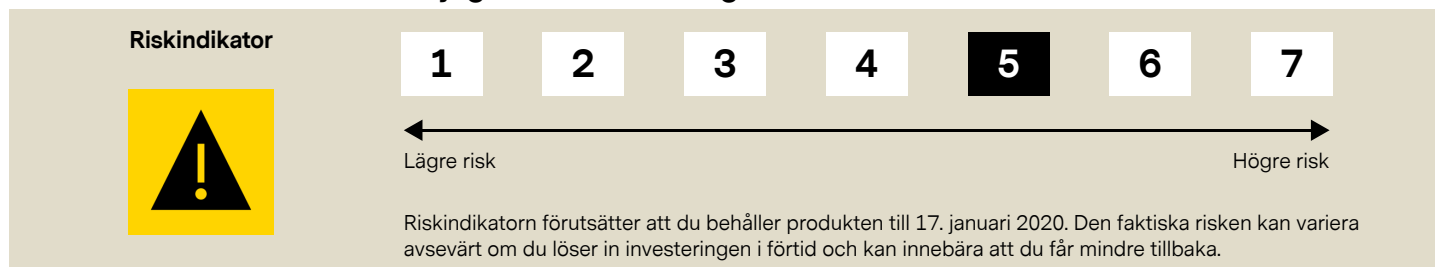 Riskindikator
1 2 3 4 5 6 7
Lägre risk Högre risk
Riskindikatorn förutsätter att du behåller produkten till 17. januari 2020. Den faktiska risken kan variera
avsevärt om du löser in investeringen i förtid och kan innebära att du får mindre tillbaka.